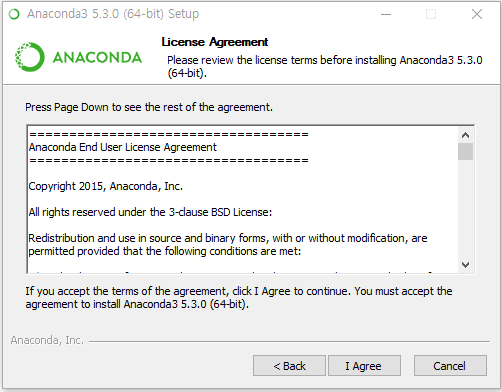 Anaconda3 5.3.0 (64-bit) Setup
ANACONDA
License Agreement
Please review the license terms before installing Anaconda3 5.3.0
(64-bit).
Press Page Down to see the rest of the agreement.
====================================
Anaconda End User License Agreement
====================================
Copyright 2015, Anaconda, Inc.
All rights reserved under the 3-clause BSD License:
Redistribution and use in source and binary forms, with or without modification, are
permitted provided that the following conditions are met:
If you accept the terms of the agreement, click I Agree to continue. You must accept the
agreement to install Anaconda3 5.3.0 (64-bit).
Anaconda, Inc.
< Back
I Agree
Cancel